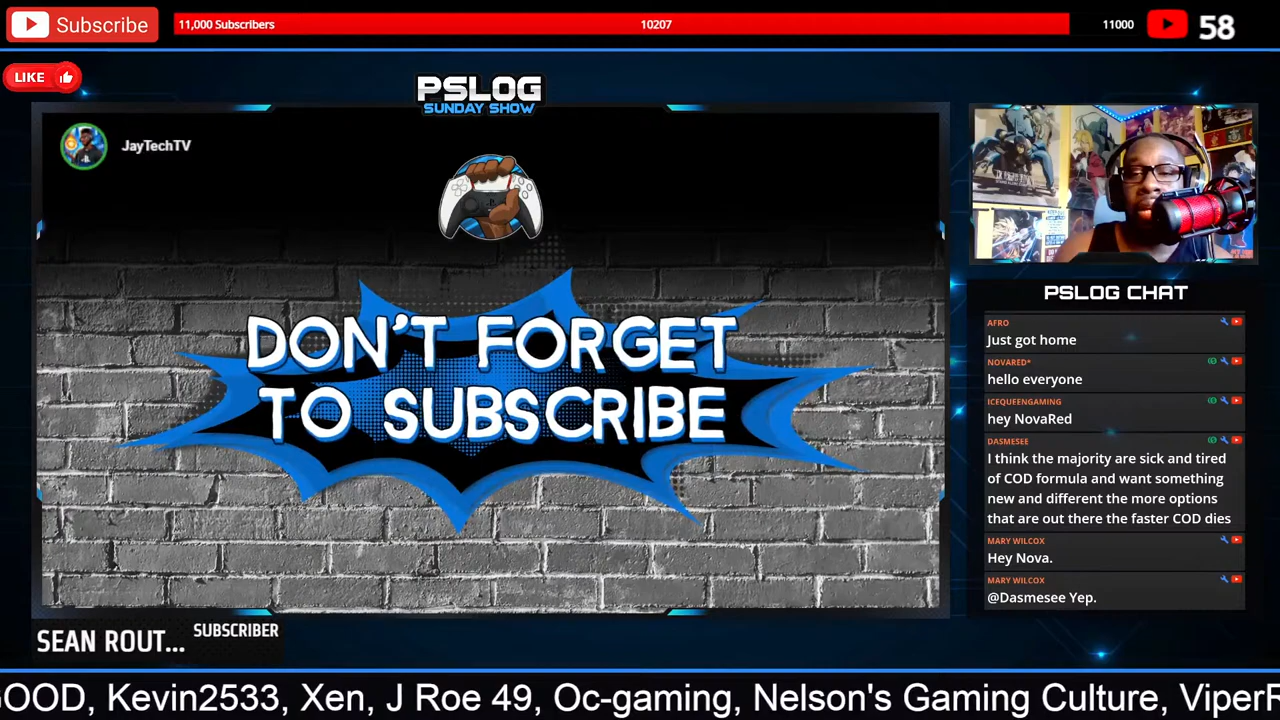 Subscribe
11,000 Subscribers
10207
11000
58
LIKE
PSLOG
SUNDAY SHOW
JayTechTV
DON'T FORGET
TO SUBSCRIBE
PSLOG CHAT
AFRO
Just got home
NOVARED*
hello everyone
ICEQUEENGAMING
hey NovaRed
DASMESEE
I think the majority are sick and tired
of COD formula and want something
new and different the more options
that are out there the faster COD dies
MARY WILCOX
Hey Nova.
MARY WILCOX
@Dasmesee Yep.
SEAN ROUT...
SUBSCRIBER
GOOD, Kevin2533, Xen, J Roe 49, Oc-gaming, Nelson's Gaming Culture,